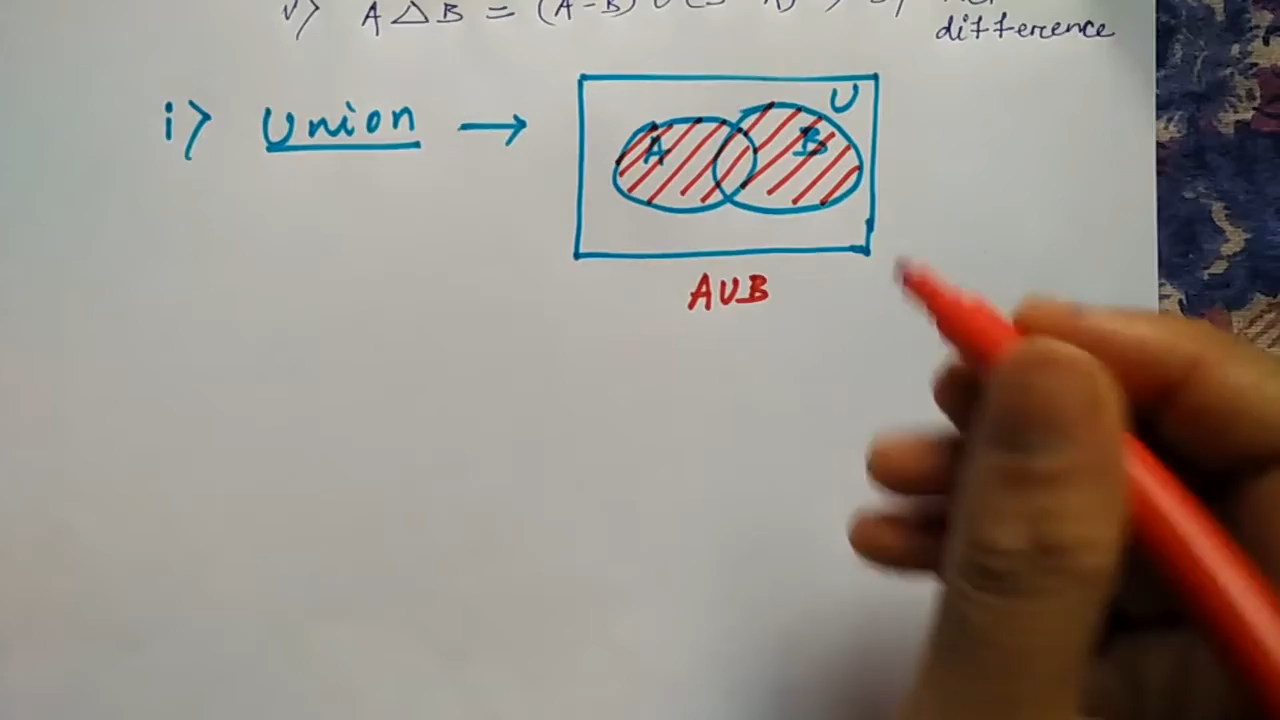 v> A △ B = (A-B) ∪
difference
i> Union →
U
A B
A∪B